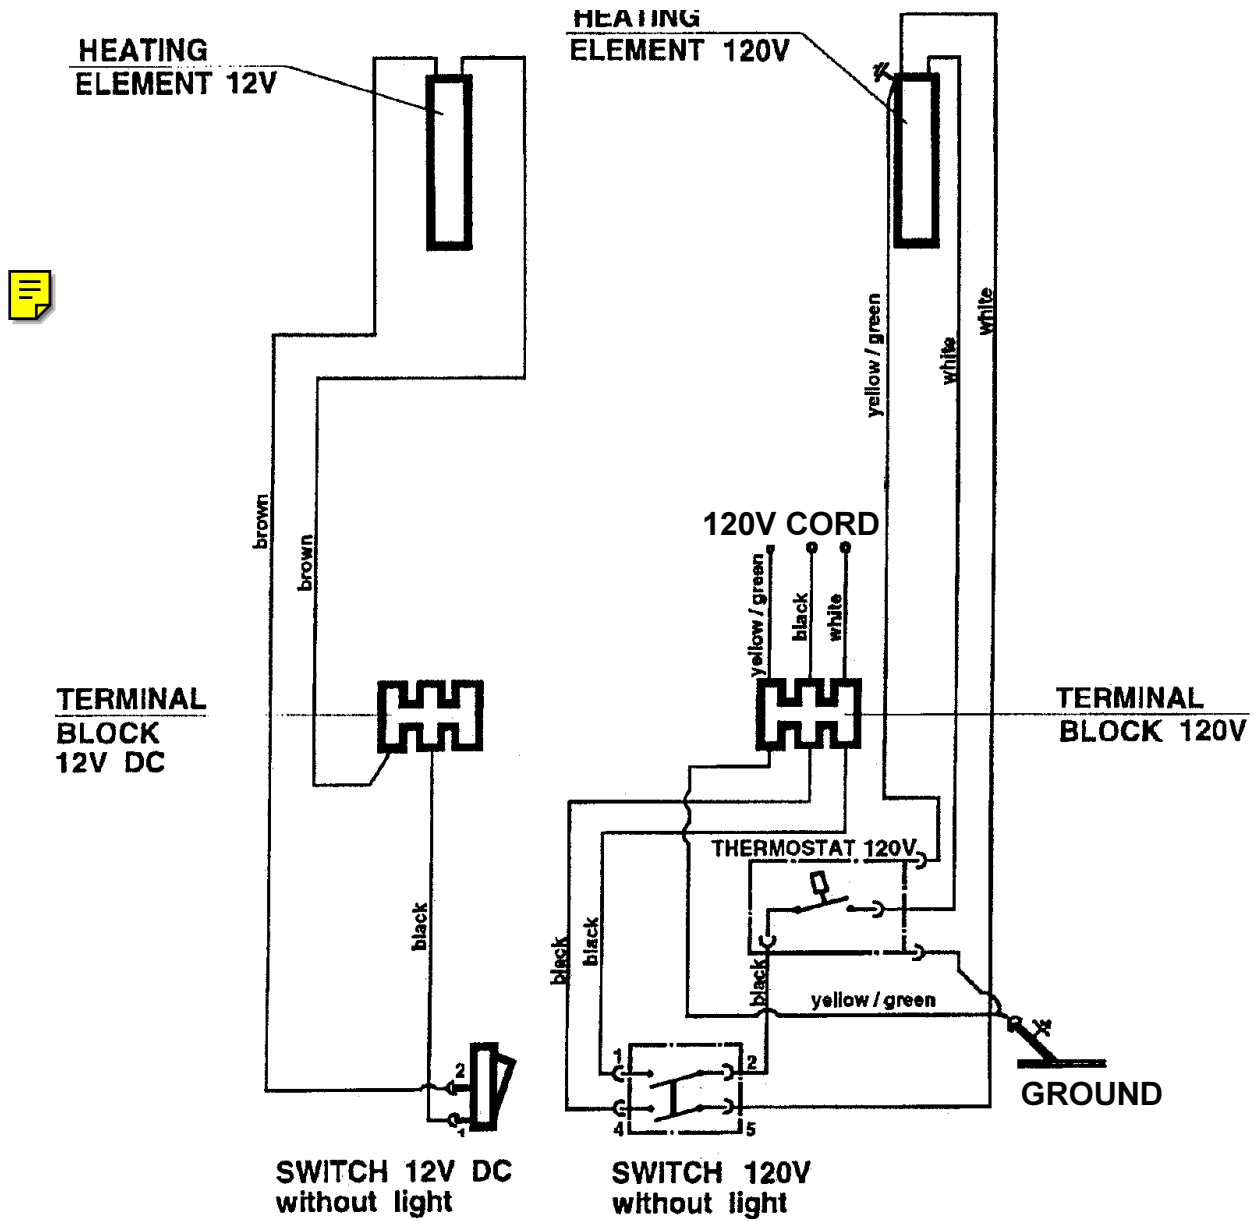 HEATING
ELEMENT 12V
HEATING
ELEMENT 120V
yellow / green
white
white
brown
brown
120V CORD
yellow / green
black
white
TERMINAL
BLOCK
12V DC
TERMINAL
BLOCK 120V
THERMOSTAT 120V
black
black
black
black
yellow / green
2
1
1
2
4
5
GROUND
SWITCH 12V DC
without light
SWITCH 120V
without light